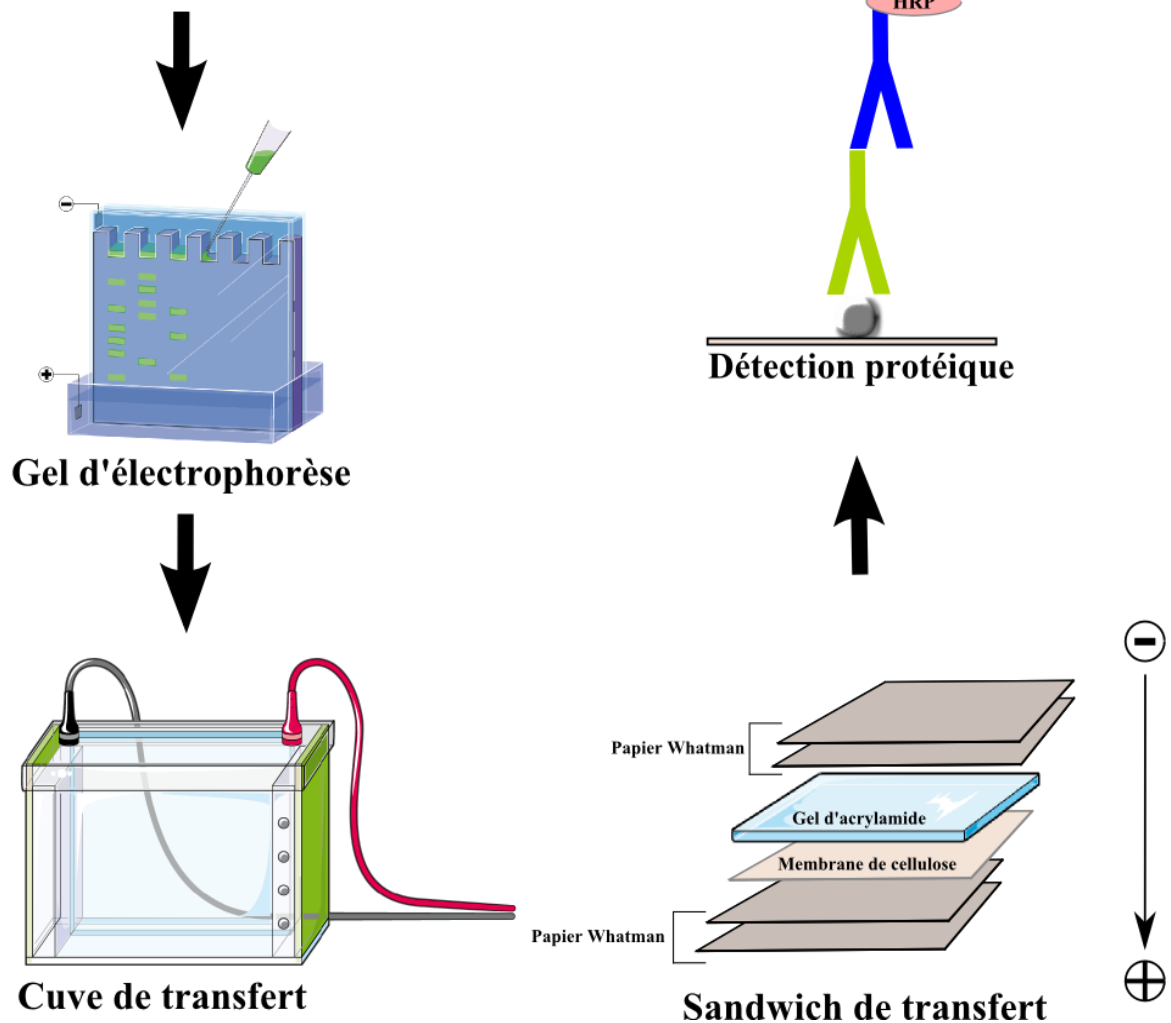 HRP
Détection protéique
Gel d'électrophorèse
Papier Whatman
Gel d'acrylamide
Membrane de cellulose
Papier Whatman
Cuve de transfert
Sandwich de transfert